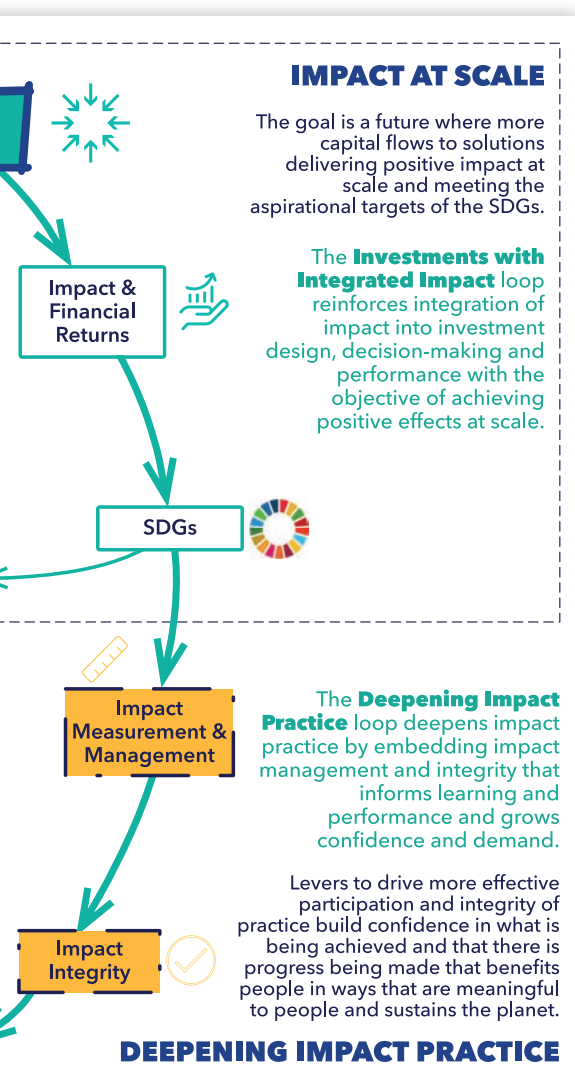 IMPACT AT SCALE
The goal is a future where more
capital flows to solutions
delivering positive impact at
scale and meeting the
aspirational targets of the SDGs.
The Investments with
Integrated Impact loop
reinforces integration of
impact into investment
design, decision-making and
performance with the
objective of achieving
positive effects at scale.
Impact &
Financial
Returns
SDGs
Impact
Measurement &
Management
The Deepening Impact
Practice loop deepens impact
practice by embedding impact
management and integrity that
informs learning and
performance and grows
confidence and demand.
Levers to drive more effective
participation and integrity of
practice build confidence in what is
being achieved and that there is
progress being made that benefits
people in ways that are meaningful
to people and sustains the planet.
Impact
Integrity
DEEPENING IMPACT PRACTICE